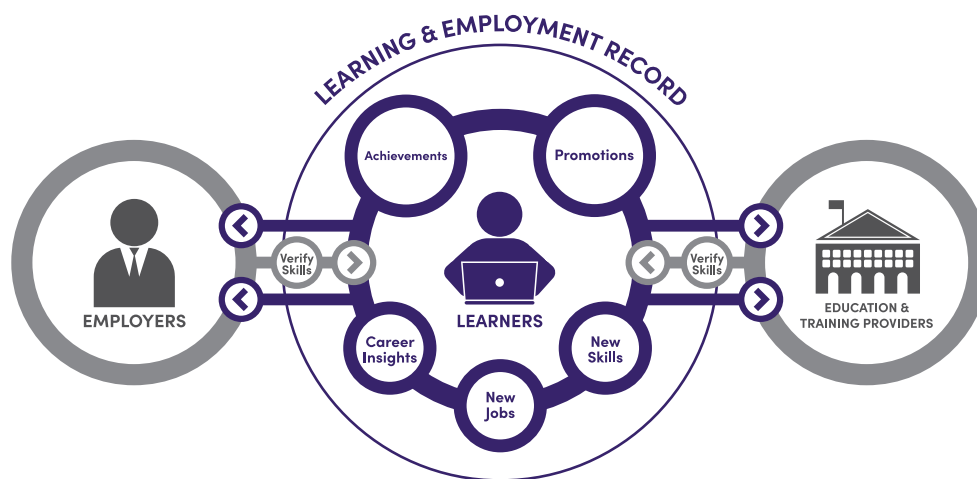 LEARNING & EMPLOYMENT RECORD
Achievements
Promotions
Verify
Skills
Verify
Skills
EMPLOYERS
LEARNERS
EDUCATION &
TRAINING PROVIDERS
Career
Insights
New
Skills
New
Jobs